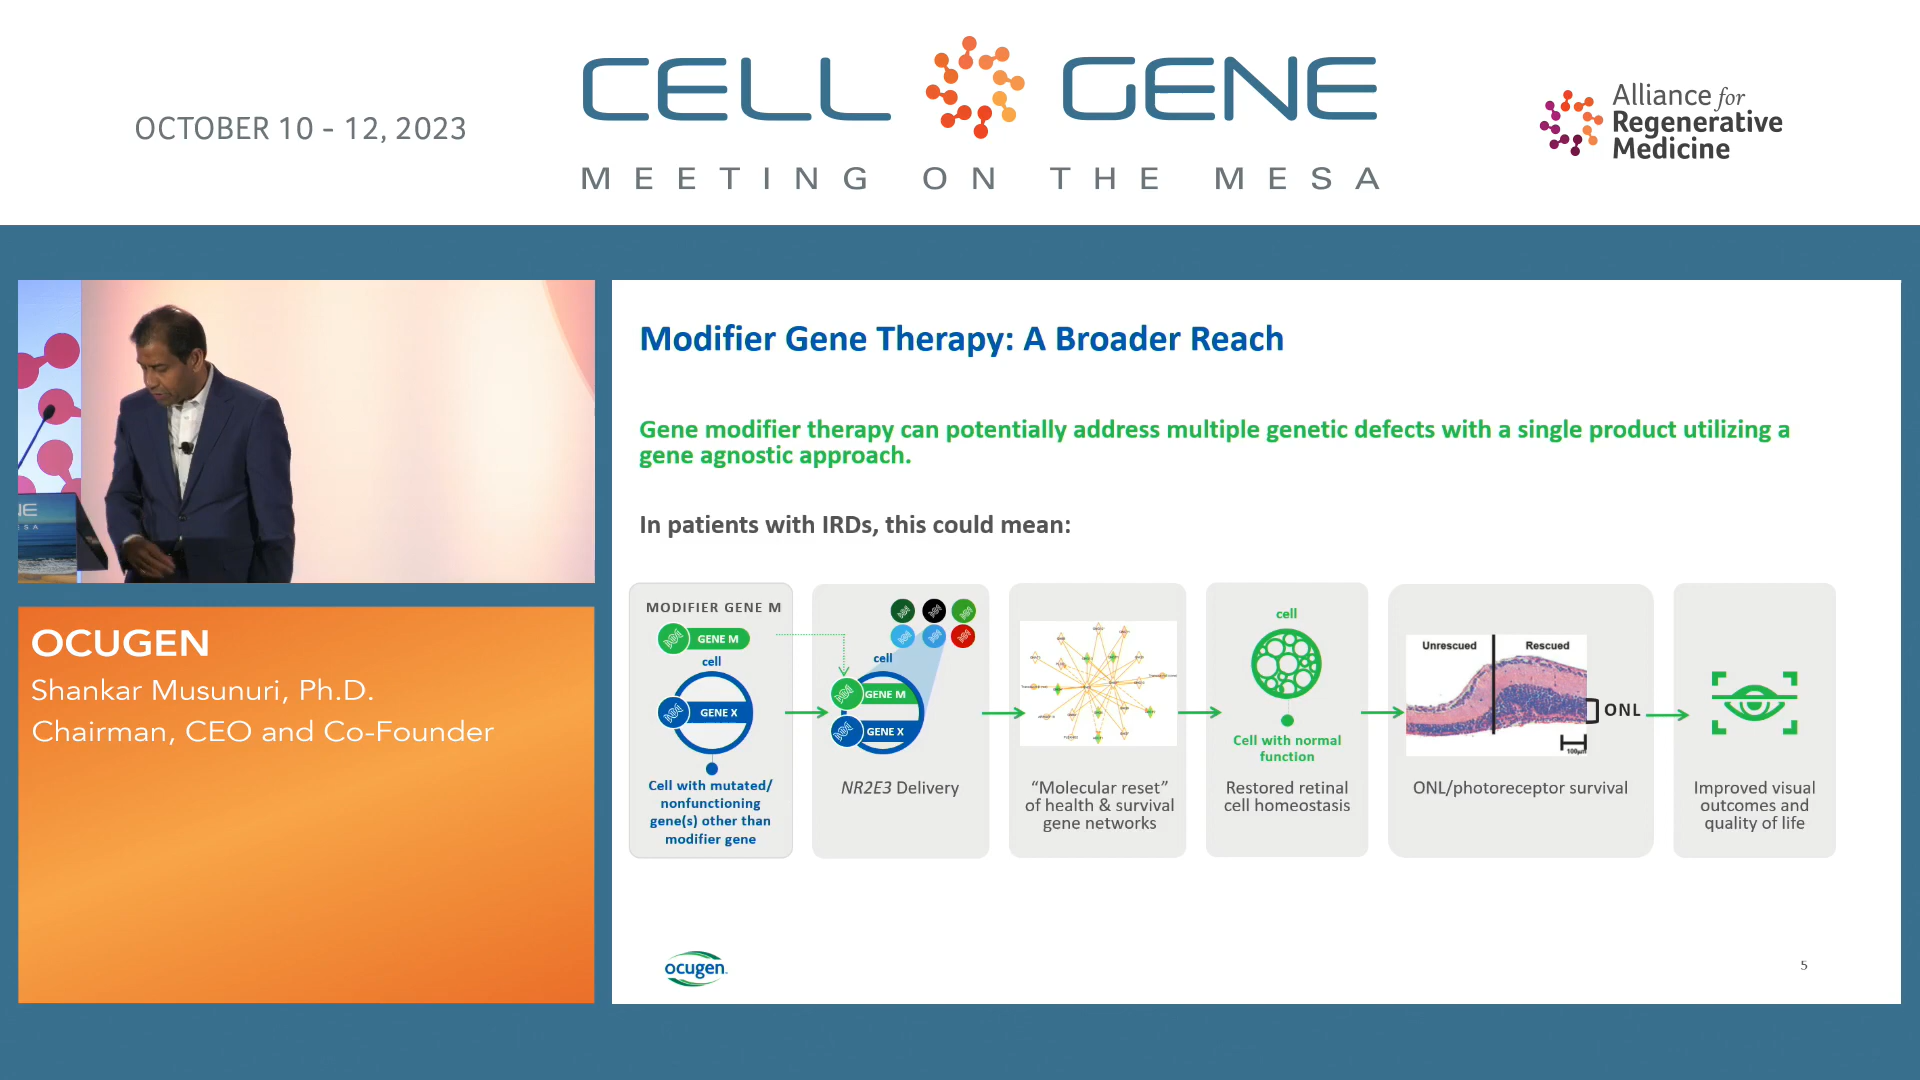 OCTOBER 10 - 12, 2023
CELL GENE
MEETING ON THE MESA
Alliance for
Regenerative
Medicine
NE
SA
OCUGEN
Shankar Musunuri, Ph.D.
Chairman, CEO and Co-Founder
Modifier Gene Therapy: A Broader Reach
Gene modifier therapy can potentially address multiple genetic defects with a single product utilizing a
gene agnostic approach.
In patients with IRDs, this could mean:
MODIFIER GENE M
GENE M
cell
GENE X
Cell with mutated/
nonfunctioning
gene(s) other than
modifier gene
cell
GENE M
GENE X
NR2E3 Delivery
“Molecular reset”
of health & survival
gene networks
cell
Cell with normal
function
Restored retinal
cell homeostasis
Unrescued
Rescued
ONL
100µm
ONL/photoreceptor survival
Improved visual
outcomes and
quality of life
ocugen.
5